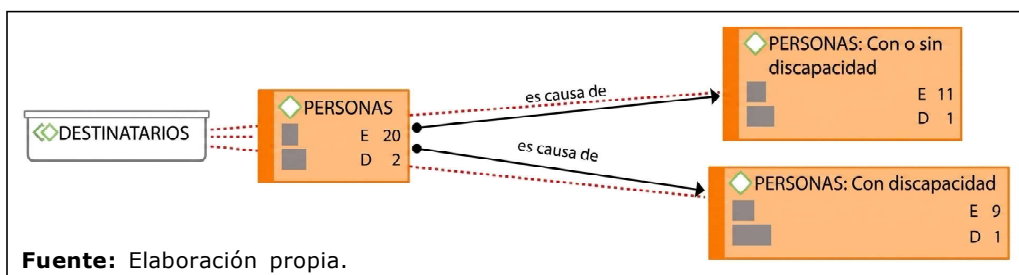 DESTINATARIOS
PERSONAS
E 20
D 2
es causa de
es causa de
PERSONAS: Con o sin
discapacidad
E 11
D 1
PERSONAS: Con discapacidad
E 9
D 1
Fuente: Elaboración propia.